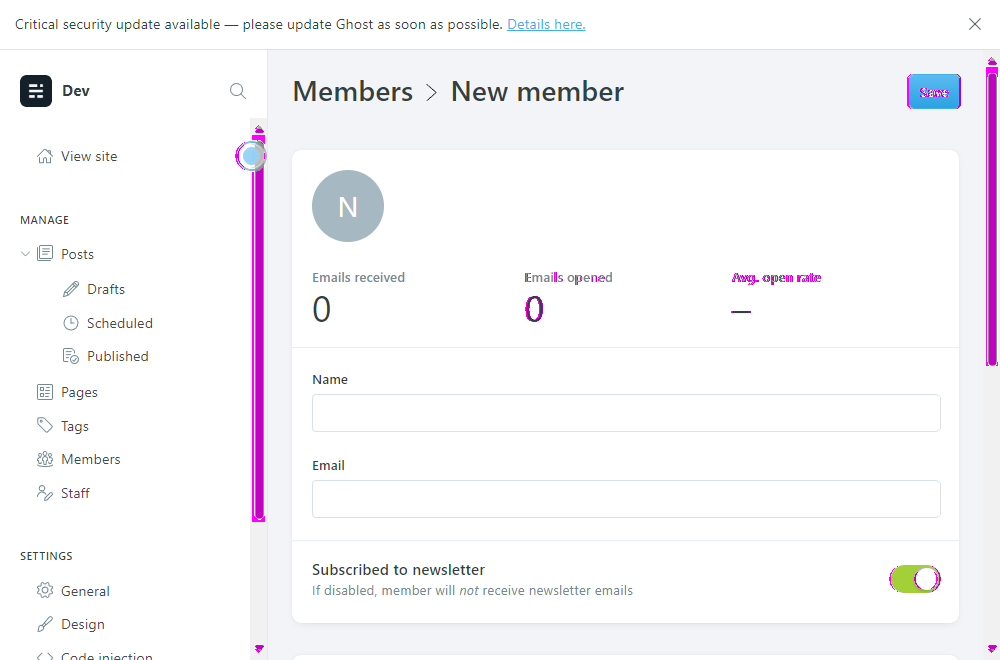 Critical security update available — please update Ghost as soon as possible. Details here.
Dev
View site
MANAGE
Posts
Drafts
Scheduled
Published
Pages
Tags
Members
Staff
SETTINGS
General
Design
Code injection
Members > New member
Save
N
Emails received
0
Emails opened
0
Avg. open rate
—
Name
Email
Subscribed to newsletter
If disabled, member will not receive newsletter emails